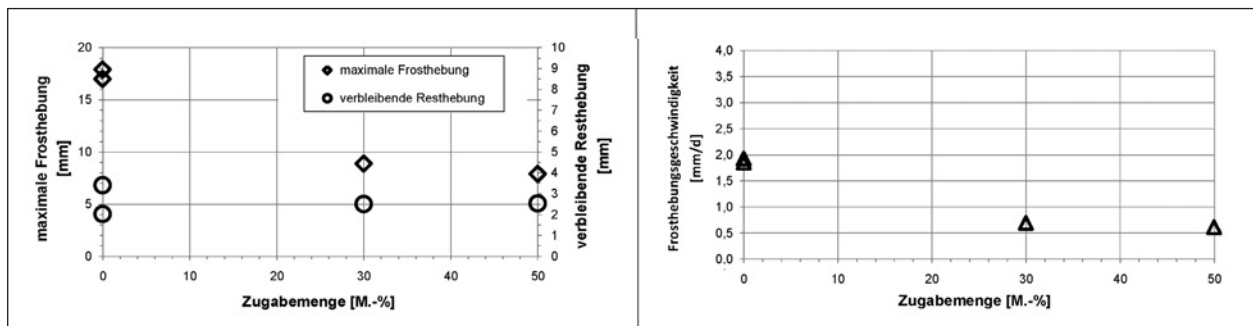 maximale Frosthebung
[mm]
20
15
10
5
0
maximale Frosthebung
verbleibende Resthebung
10
9
8
7
6
5
4
3
2
1
0
verbleibende Resthebung
[mm]
0 10 20 30 40 50
Zugabemenge [M.-%]
Frosthebungsgeschwindigkeit
[mm/d]
4,0
3,5
3,0
2,5
2,0
1,5
1,0
0,5
0,0
0 10 20 30 40 50
Zugabemenge [M.-%]